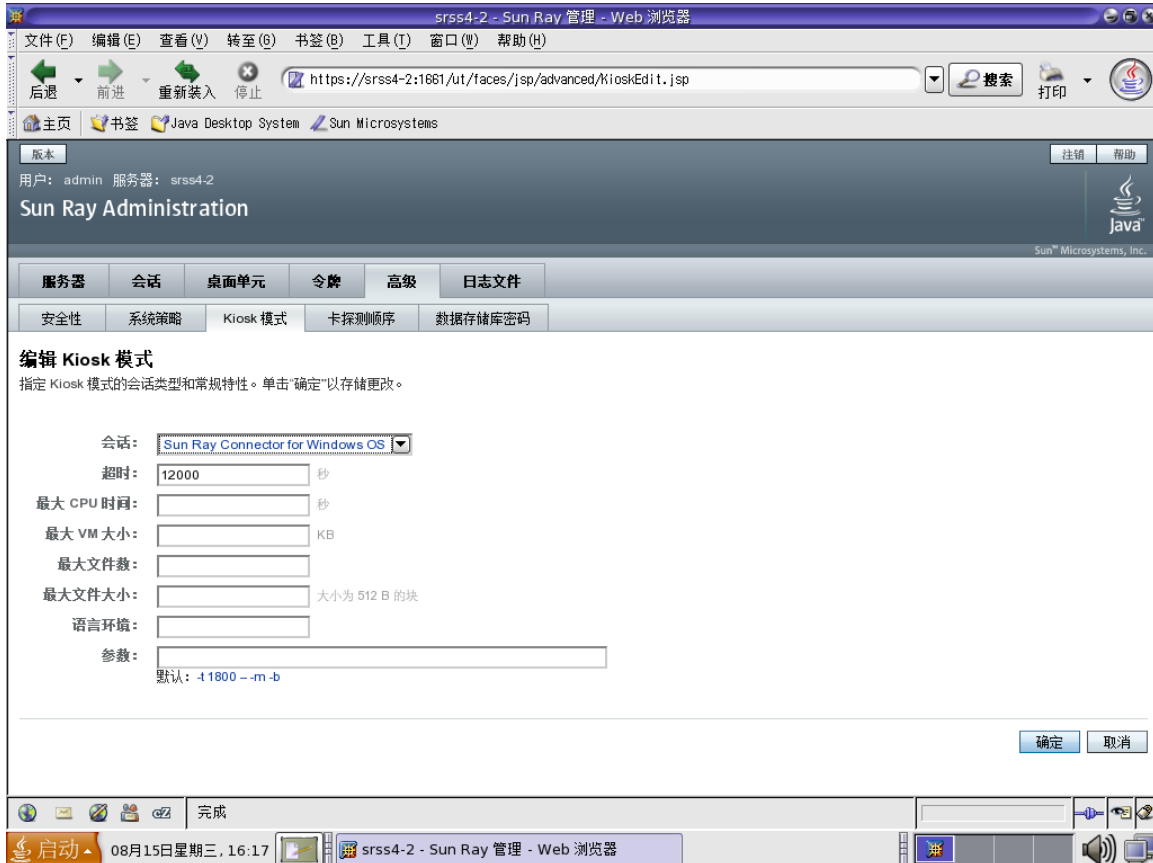 srss4-2 - Sun Ray 管理 - Web 浏览器
文件(F) 编辑(E) 查看(V) 转至(G) 书签(B) 工具(T) 窗口(W) 帮助(H)
后退 前进 重新装入 停止 https://srss4-2:1661/ut/faces/jsp/advanced/KioskEdit.jsp 搜索 打印
主页 书签 Java Desktop System Sun Microsystems
版本 注销 帮助
用户: admin 服务器: srss4-2
Sun Ray Administration
Java™
Sun™ Microsystems, Inc.
服务器 会话 桌面单元 令牌 高级 日志文件
安全性 系统策略 Kiosk 模式 卡探测顺序 数据存储库密码
编辑 Kiosk 模式
指定 Kiosk 模式的会话类型和常规特性。单击“确定”以存储更改。
会话: Sun Ray Connector for Windows OS
超时: 12000 秒
最大 CPU 时间: 秒
最大 VM 大小: KB
最大文件数:
最大文件大小: 大小为 512 B 的块
语言环境:
参数:
默认: -t 1800 -- -m -b
确定 取消
完成
启动 08月15日星期三, 16:17 srss4-2 - Sun Ray 管理 - Web 浏览器